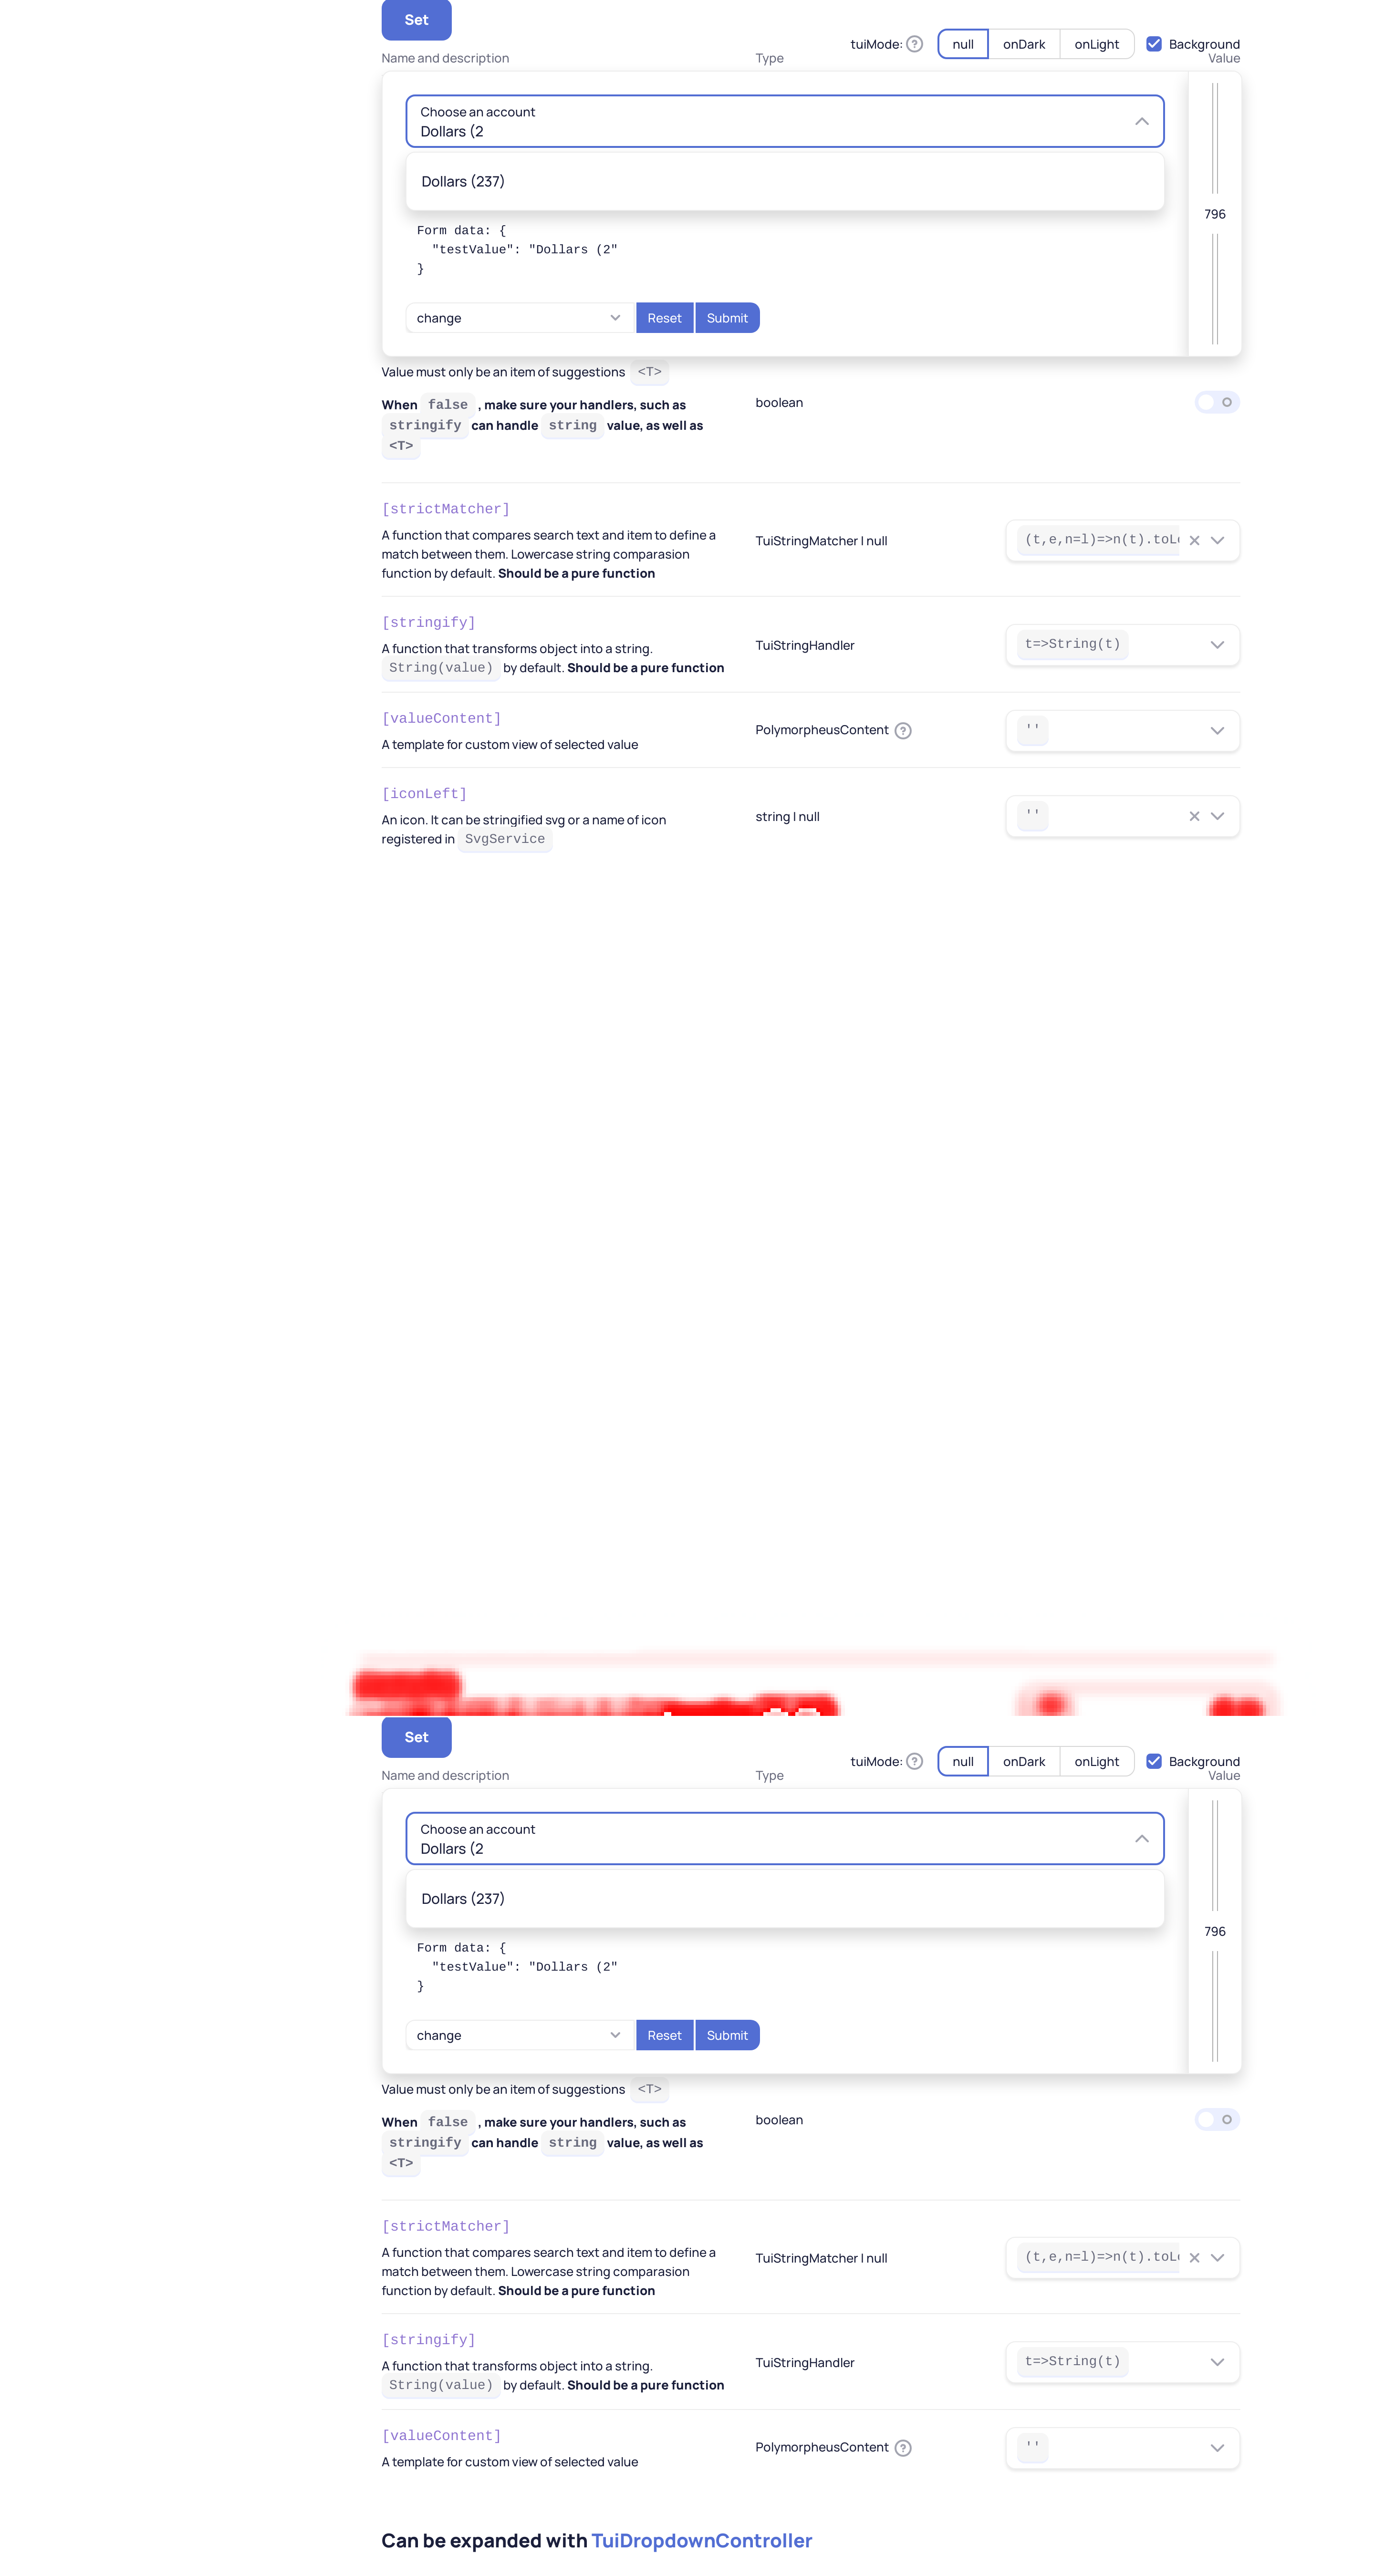 Set
tuiMode: ? null onDark onLight Background
Name and description Type Value
Choose an account
Dollars (2
Dollars (237)
796
Form data: {
"testValue": "Dollars (2"
}
change Reset Submit
Value must only be an item of suggestions <T>
When false , make sure your handlers, such as
stringify can handle string value, as well as
<T>
boolean
[strictMatcher]
A function that compares search text and item to define a
match between them. Lowercase string comparasion
function by default. Should be a pure function
TuiStringMatcher | null
(t,e,n=l)=>n(t).toL
[stringify]
A function that transforms object into a string.
String(value) by default. Should be a pure function
TuiStringHandler
t=>String(t)
[valueContent]
A template for custom view of selected value
PolymorpheusContent ?
''
[iconLeft]
An icon. It can be stringified svg or a name of icon
registered in SvgService
string | null
''
Set
tuiMode: ? null onDark onLight Background
Name and description Type Value
Choose an account
Dollars (2
Dollars (237)
796
Form data: {
"testValue": "Dollars (2"
}
change Reset Submit
Value must only be an item of suggestions <T>
When false , make sure your handlers, such as
stringify can handle string value, as well as
<T>
boolean
[strictMatcher]
A function that compares search text and item to define a
match between them. Lowercase string comparasion
function by default. Should be a pure function
TuiStringMatcher | null
(t,e,n=l)=>n(t).toL
[stringify]
A function that transforms object into a string.
String(value) by default. Should be a pure function
TuiStringHandler
t=>String(t)
[valueContent]
A template for custom view of selected value
PolymorpheusContent ?
''
Can be expanded with TuiDropdownController